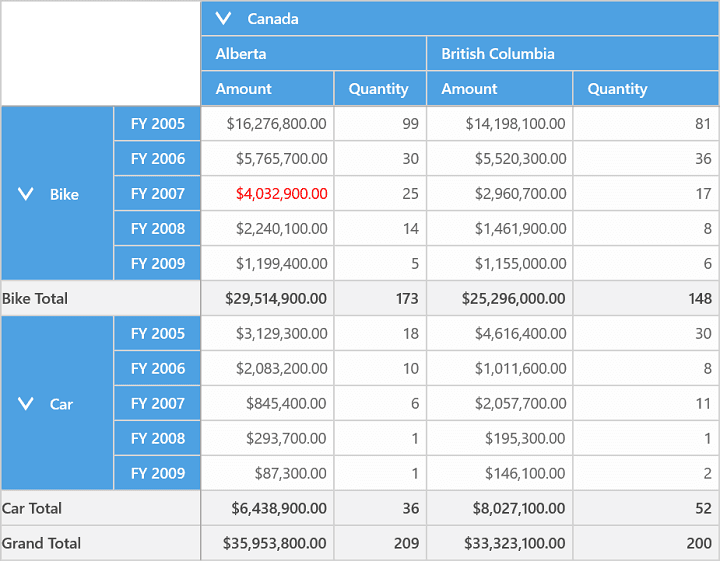 Canada
Alberta British Columbia
Amount Quantity Amount Quantity
FY 2005 $16,276,800.00 99 $14,198,100.00 81
FY 2006 $5,765,700.00 30 $5,520,300.00 36
Bike FY 2007 $4,032,900.00 25 $2,960,700.00 17
FY 2008 $2,240,100.00 14 $1,461,900.00 8
FY 2009 $1,199,400.00 5 $1,155,000.00 6
Bike Total $29,514,900.00 173 $25,296,000.00 148
FY 2005 $3,129,300.00 18 $4,616,400.00 30
FY 2006 $2,083,200.00 10 $1,011,600.00 8
Car FY 2007 $845,400.00 6 $2,057,700.00 11
FY 2008 $293,700.00 1 $195,300.00 1
FY 2009 $87,300.00 1 $146,100.00 2
Car Total $6,438,900.00 36 $8,027,100.00 52
Grand Total $35,953,800.00 209 $33,323,100.00 200